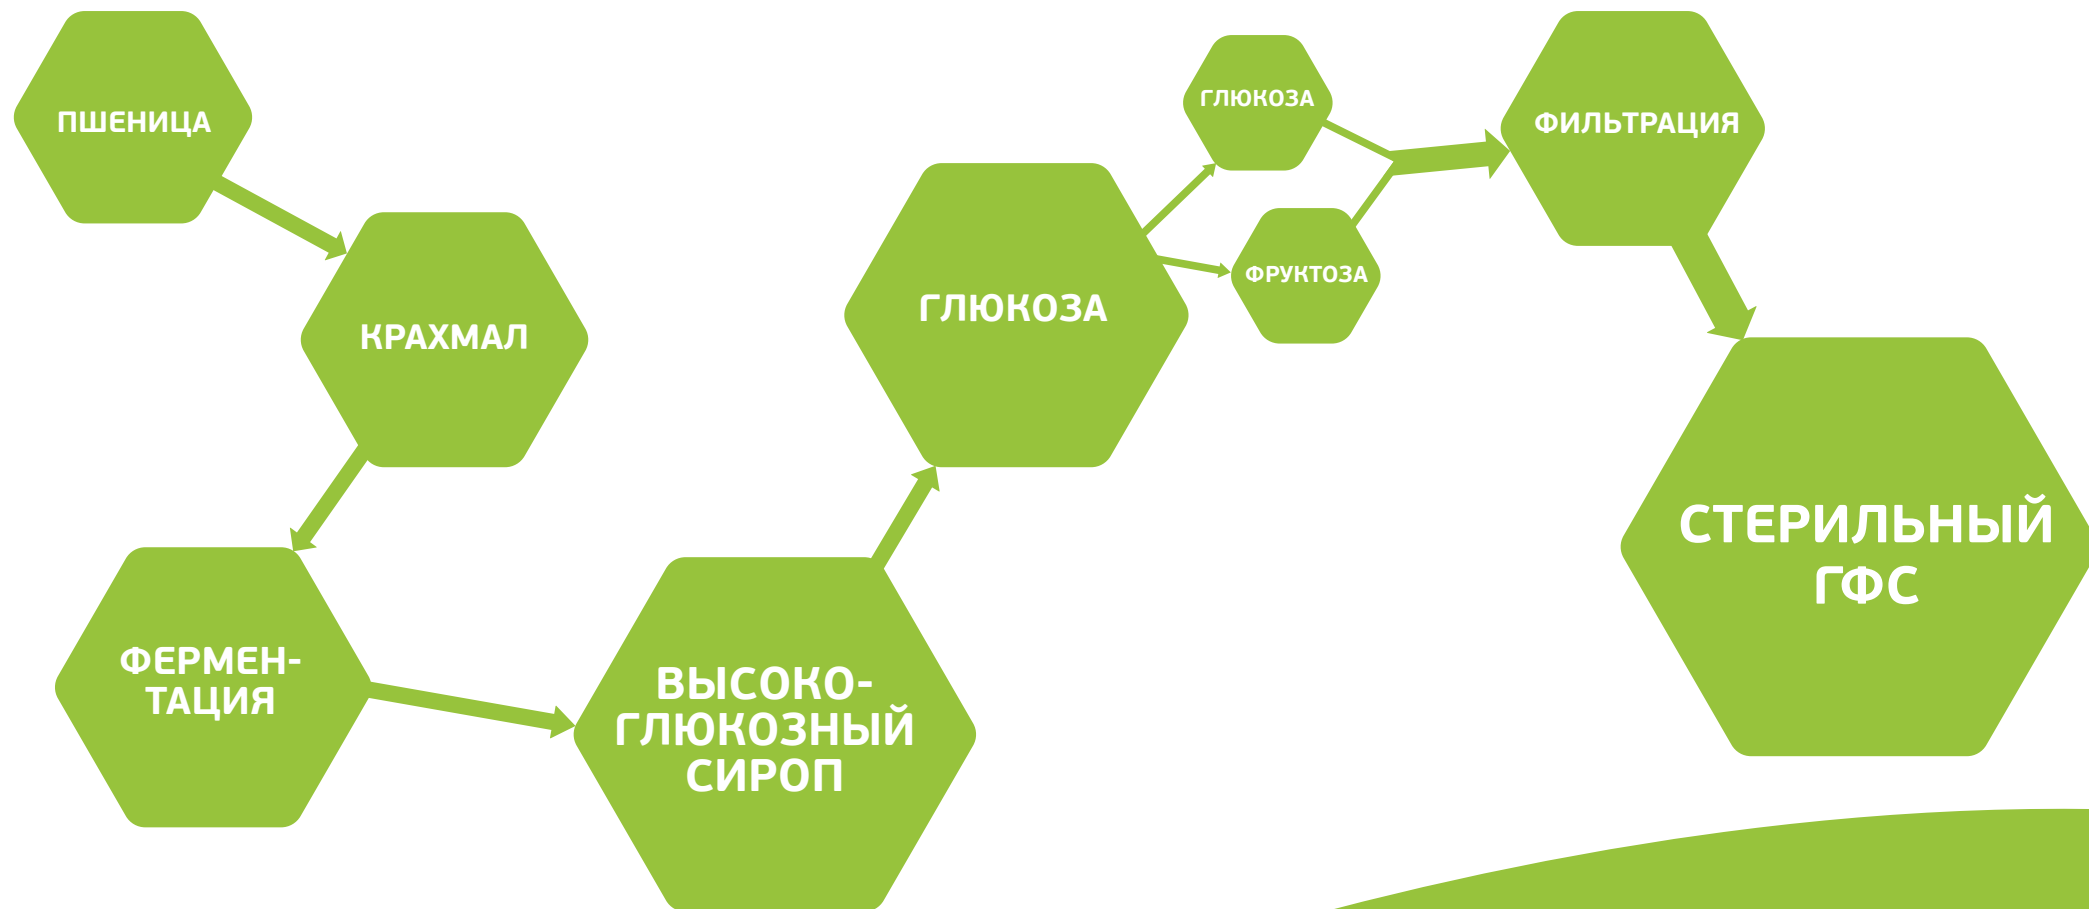 ПШЕНИЦА
КРАХМАЛ
ФЕРМЕН-
ТАЦИЯ
ВЫСОКО-
ГЛЮКОЗНЫЙ
СИРОП
ГЛЮКОЗА
ГЛЮКОЗА
ФРУКТОЗА
ФИЛЬТРАЦИЯ
СТЕРИЛЬНЫЙ
ГФС